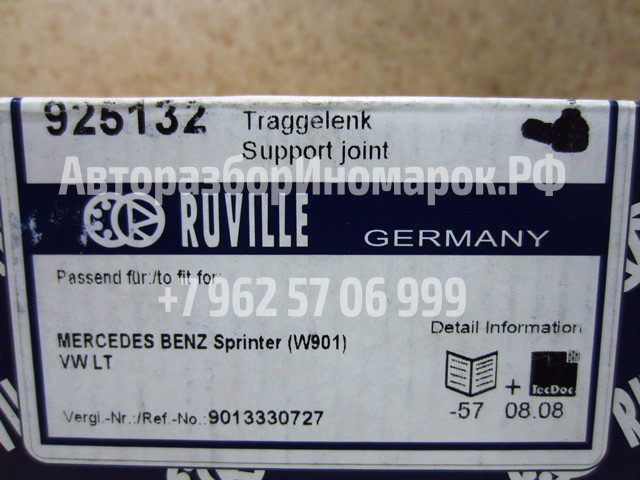 925132
Traggelenk
Support joint
АвторазборИномарок.РФ
RUVILLE
GERMANY
Passend für:/to fit for:
+7 962 57 06 999
MERCEDES BENZ Sprinter (W901)
VW LT
Detail Information
+
TecDoc
-57 08.08
Vergl.-Nr.:/Ref.-No.:9013330727